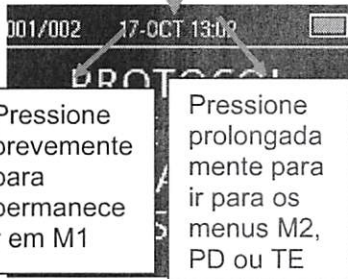 001/002 17-OCT 13:02
PROTOCOL
Pressione
brevemente
para
permanece
r em M1
Pressione
prolongada
mente para
ir para os
menus M2,
PD ou TE